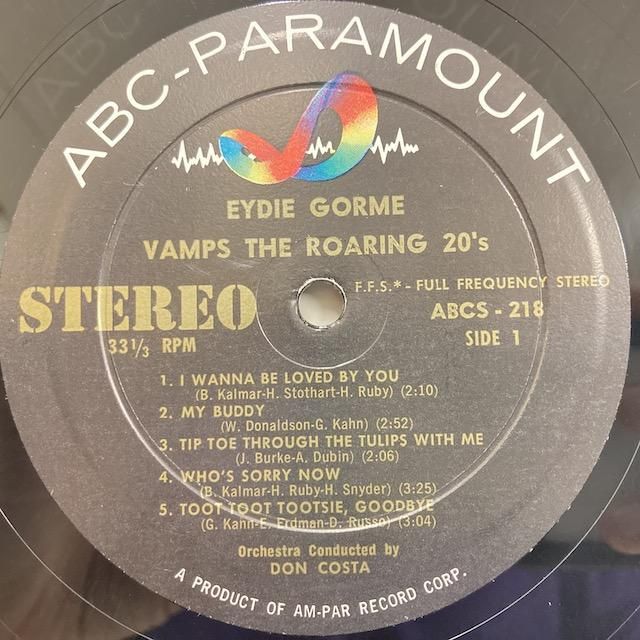 ABC-PARAMOUNT
EYDIE GORME
VAMPS THE ROARING 20's
STEREO
33 1/3 RPM
F.F.S.* - FULL FREQUENCY STEREO
ABCS - 218
SIDE 1
1. I WANNA BE LOVED BY YOU
(B. Kalmar-H. Stothart-H. Ruby) (2:10)
2. MY BUDDY
(W. Donaldson-G. Kahn) (2:52)
3. TIP TOE THROUGH THE TULIPS WITH ME
(J. Burke-A. Dubin) (2:06)
4. WHO'S SORRY NOW
(B. Kalmar-H. Ruby-H. Snyder) (3:25)
5. TOOT TOOT TOOTSIE, GOODBYE
(G. Kahn-E. Erdman-D. Russo) (3:04)
Orchestra Conducted by
DON COSTA
A PRODUCT OF AM-PAR RECORD CORP.